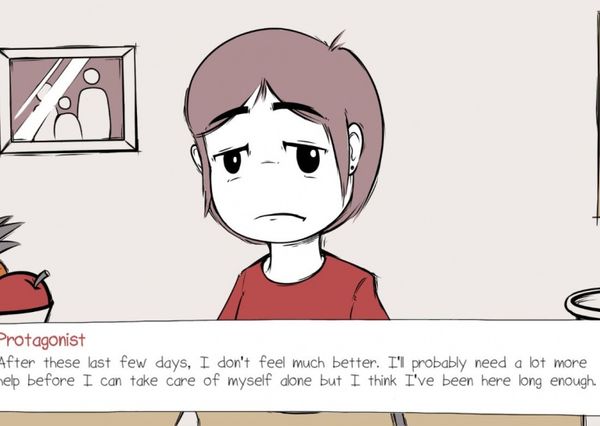 Protagonist
After these last few days, I don't feel much better. I'll probably need a lot more
help before I can take care of myself alone but I think I've been here long enough.